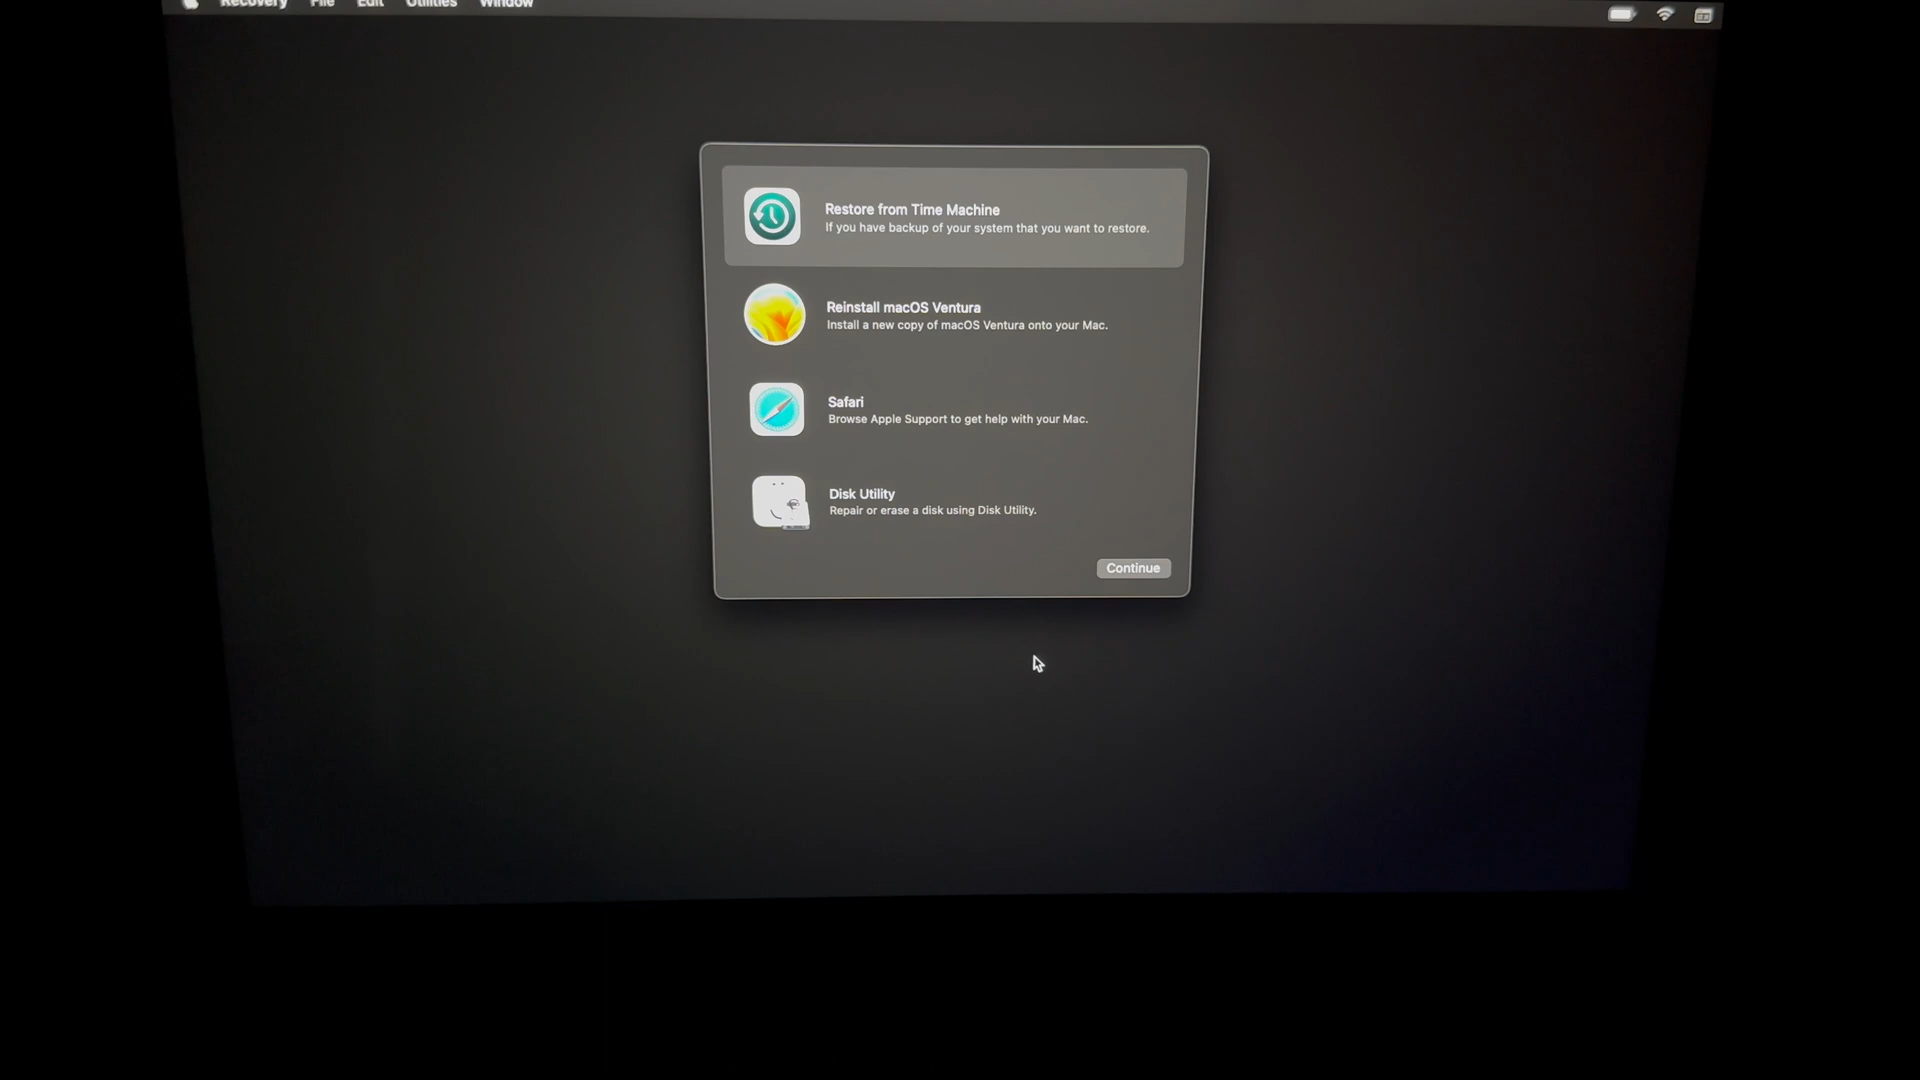 Recovery File Edit Utilities Window
Restore from Time Machine
If you have backup of your system that you want to restore.
Reinstall macOS Ventura
Install a new copy of macOS Ventura onto your Mac.
Safari
Browse Apple Support to get help with your Mac.
Disk Utility
Repair or erase a disk using Disk Utility.
Continue